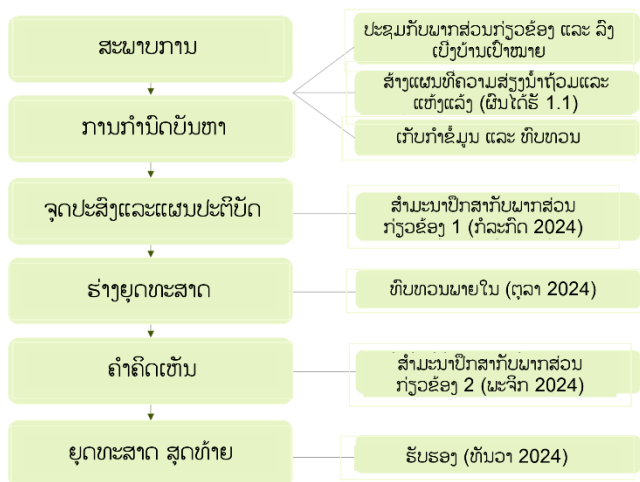 ສະພາບການ
ປະຊຸມກັບພາກສ່ວນກ່ຽວຂ້ອງ ແລະ ລົງ
ເບີ່ງບ້ານເປົ້າໝາຍ
ສ້າງແຜນທີ່ຄວາມສ່ຽງນໍ້າຖ້ວມແລະ
ແຫ້ງແລ້ງ (ຜົນໄດ້ຮັ 1.1)
ການກຳນົດບັນຫາ
ເກັບກຳຂໍ້ມູນ ແລະ ທົບທວນ
ຈຸດປະສົງແລະແຜນປະຕິບັດ
ສຳມະນາປຶກສາກັບພາກສ່ວນ
ກ່ຽວຂ້ອງ 1 (ກໍລະກົດ 2024)
ຮ່າງຍຸດທະສາດ
ທົບທວນພາຍໃນ (ຕຸລາ 2024)
ຄຳຄິດເຫັນ
ສຳມະນາປຶກສາກັບພາກສ່ວນ
ກ່ຽວຂ້ອງ 2 (ພະຈິກ 2024)
ຍຸດທະສາດ ສຸດທ້າຍ
ຮັບຮອງ (ທັນວາ 2024)